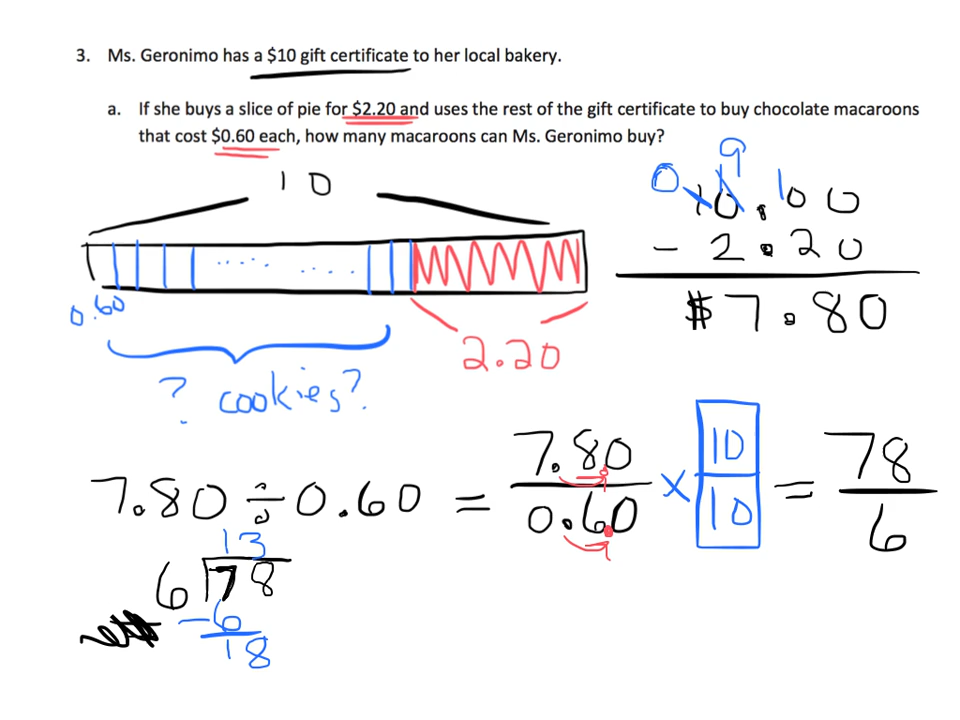 3. Ms. Geronimo has a $10 gift certificate to her local bakery.
a. If she buys a slice of pie for $2.20 and uses the rest of the gift certificate to buy chocolate macaroons
that cost $0.60 each, how many macaroons can Ms. Geronimo buy?
10
0 9 1
10.00
- 2.20
$7.80
0.60
2.20
? cookies?
7.80 ÷ 0.60 = 7.80/0.60 × 10/10 = 78/6
13
6 78
-6
18